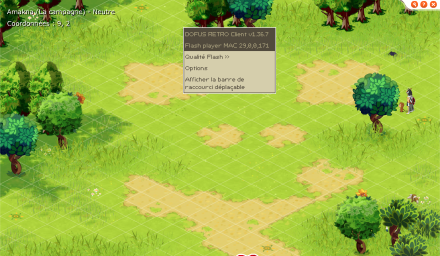 Amakna (La campagne) - Neutre
Coordonnées : 9, 2
DOFUS RETRO Client v1.36.7
Flash player MAC 29,0,0,171
Qualité Flash >>
Options
Afficher la barre de
raccourci déplaçable